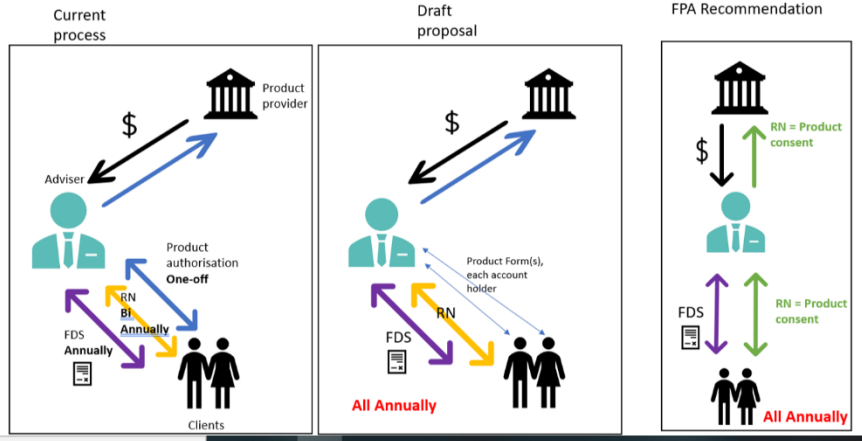 Current
process
Draft
proposal
FPA Recommendation
Product
provider
$
Adviser
Product
authorisation
One-off
RN
Bi
Annually
FDS
Annually
Clients
$
Product Form(s),
each account
holder
RN
FDS
All Annually
RN = Product
consent
$
RN = Product
consent
FDS
All Annually